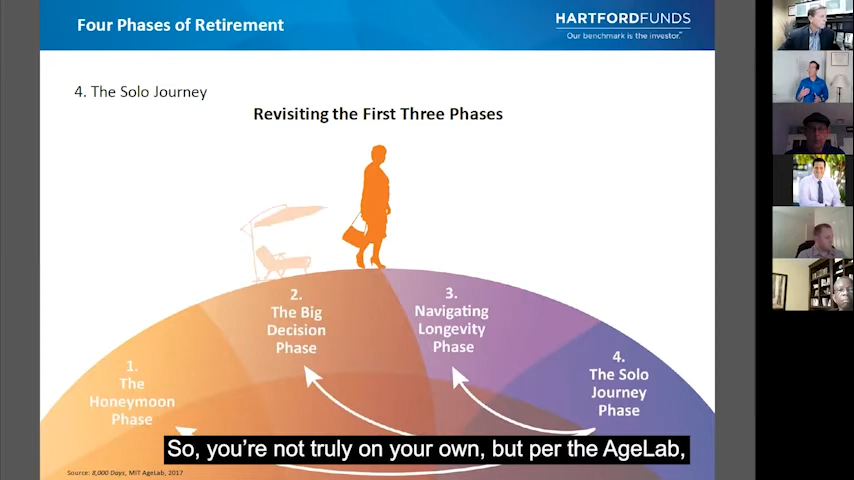 Four Phases of Retirement
HARTFORDFUNDS
Our benchmark is the investor.℠
4. The Solo Journey
Revisiting the First Three Phases
1.
The
Honeymoon
Phase
2.
The Big
Decision
Phase
3.
Navigating
Longevity
Phase
4.
The Solo
Journey
Phase
So, you're not truly on your own, but per the AgeLab,
Source: 8,000 Days, MIT AgeLab, 2017